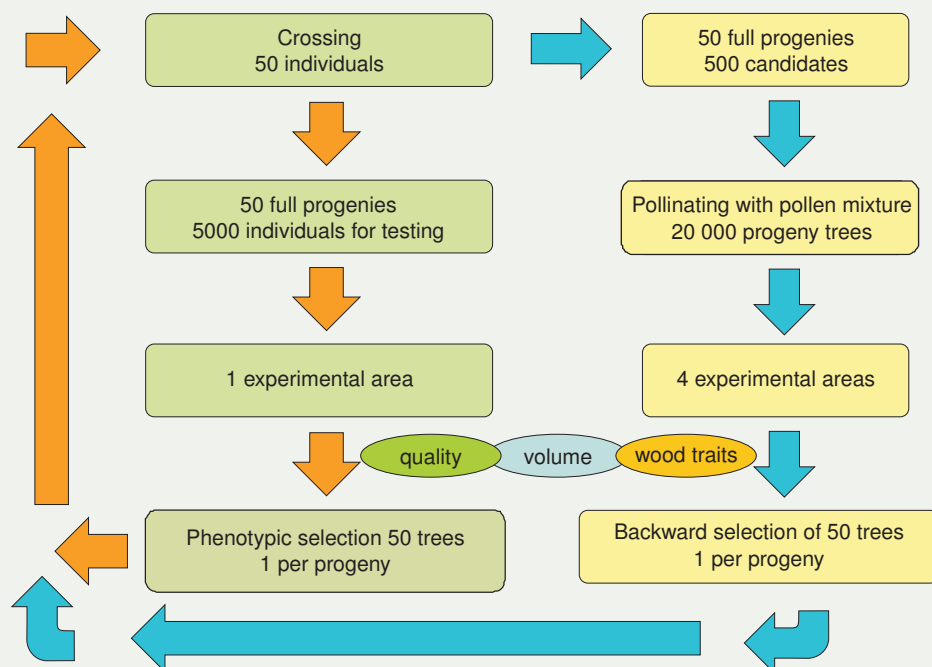 Crossing
50 individuals
50 full progenies
500 candidates
50 full progenies
5000 individuals for testing
Pollinating with pollen mixture
20 000 progeny trees
1 experimental area
4 experimental areas
quality
volume
wood traits
Phenotypic selection 50 trees
1 per progeny
Backward selection of 50 trees
1 per progeny